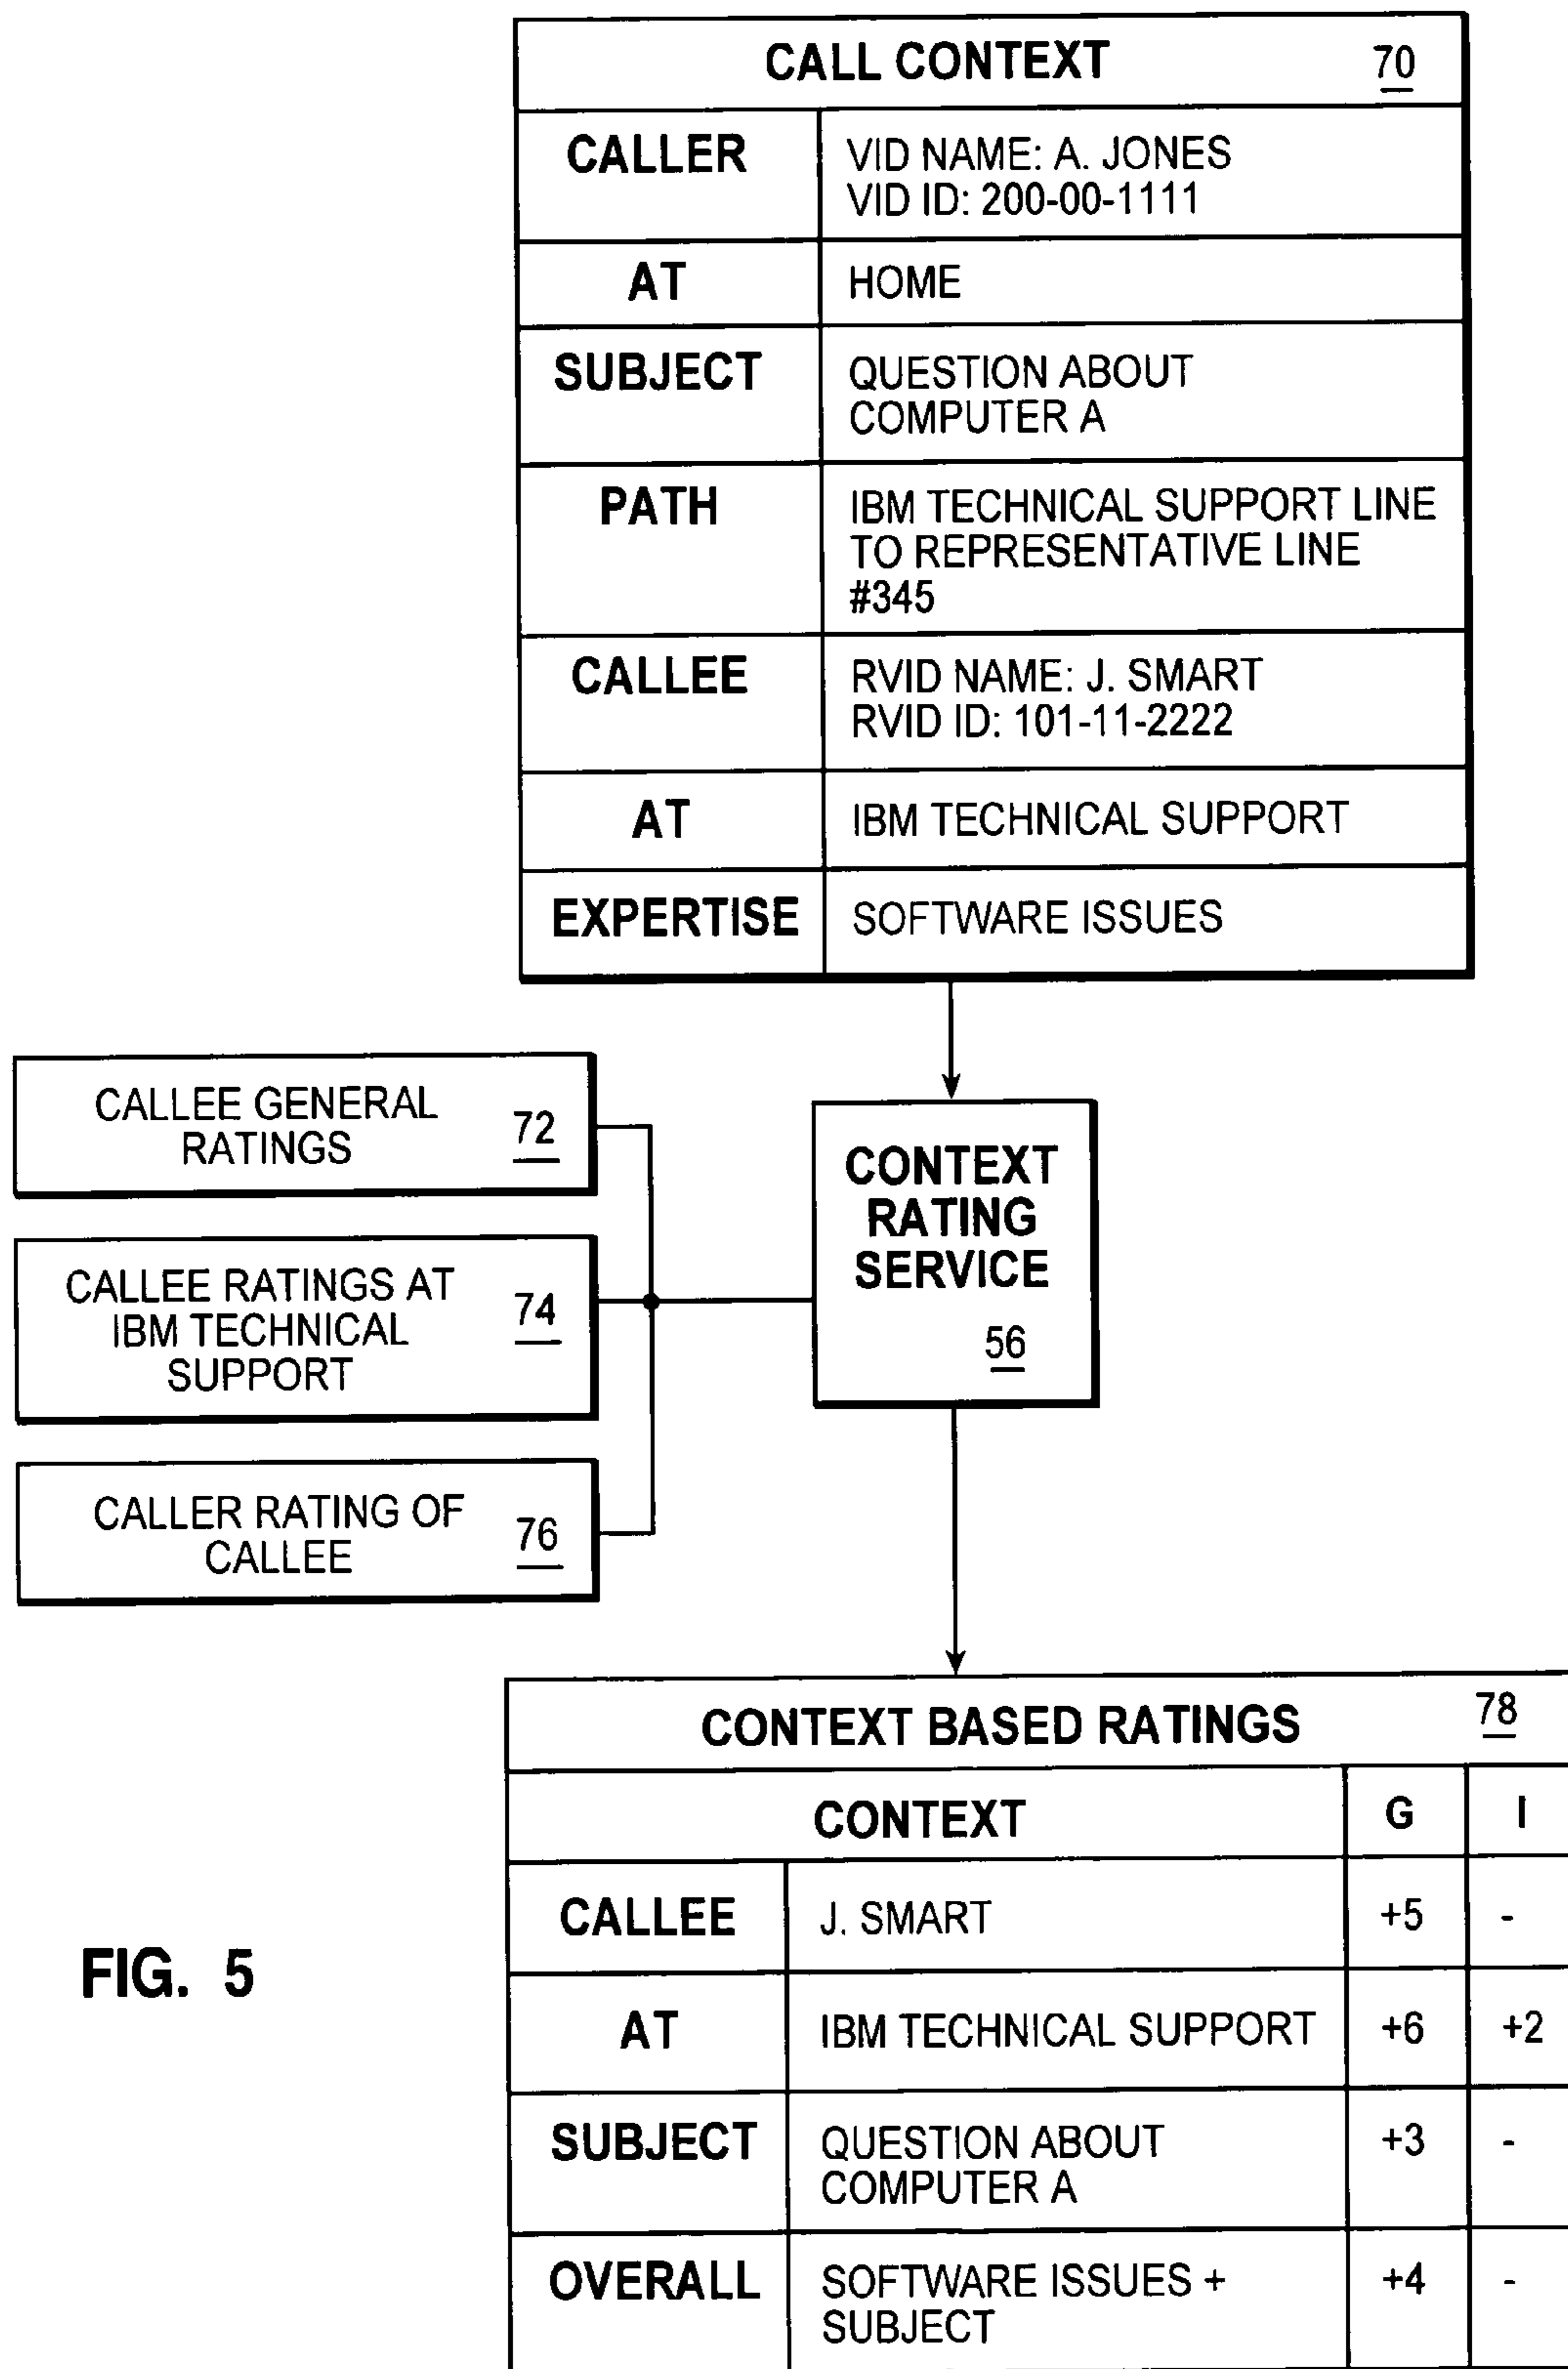 CALL CONTEXT 70
CALLER VID NAME: A. JONES
VID ID: 200-00-1111
AT HOME
SUBJECT QUESTION ABOUT
COMPUTER A
PATH IBM TECHNICAL SUPPORT LINE
TO REPRESENTATIVE LINE
#345
CALLEE RVID NAME: J. SMART
RVID ID: 101-11-2222
AT IBM TECHNICAL SUPPORT
EXPERTISE SOFTWARE ISSUES
CALLEE GENERAL
RATINGS 72
CALLEE RATINGS AT
IBM TECHNICAL
SUPPORT 74
CALLER RATING OF
CALLEE 76
CONTEXT
RATING
SERVICE
56
CONTEXT BASED RATINGS 78
CONTEXT G I
CALLEE J. SMART +5 -
AT IBM TECHNICAL SUPPORT +6 +2
SUBJECT QUESTION ABOUT +3 -
COMPUTER A
OVERALL SOFTWARE ISSUES + +4 -
SUBJECT
FIG. 5